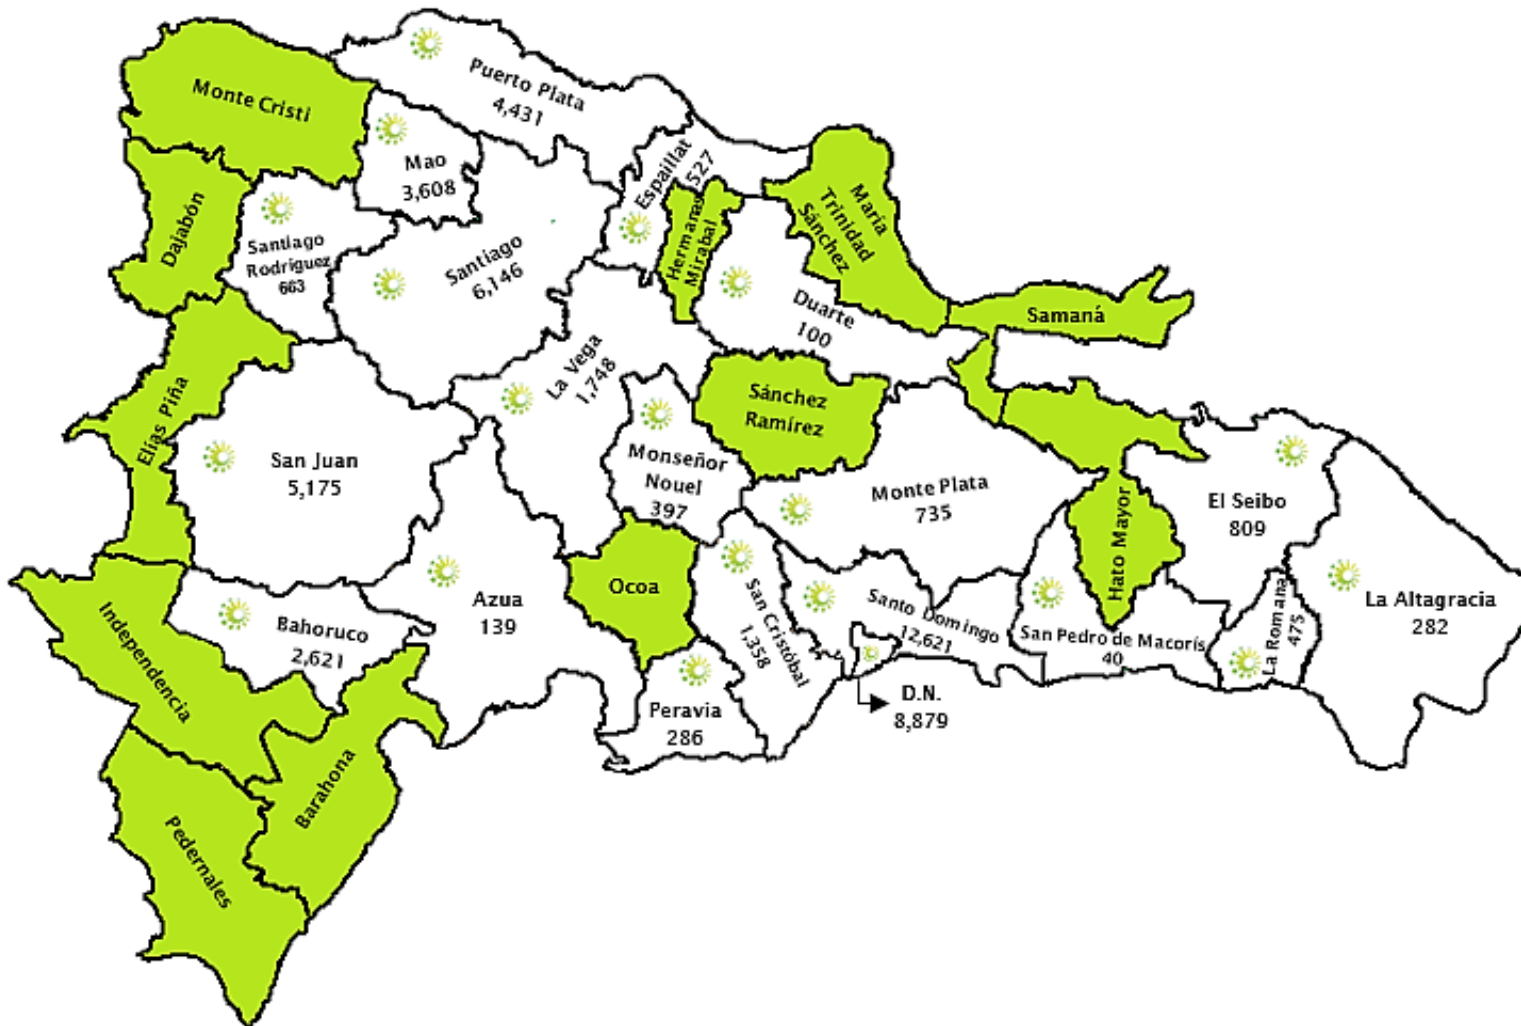 Puerto Plata
4,431
Monte Cristi
Mao
3,608
Espaillat
527
María
Trinidad
Sánchez
Dajabón
Santiago
Rodríguez
663
Santiago
6,146
Hermanas
Mirabal
Duarte
100
Samaná
La Vega
1,748
Elías Piña
Sánchez
Ramírez
San Juan
5,175
Monseñor
Nouel
397
Monte Plata
735
El Seibo
809
Hato Mayor
Independencia
Bahoruco
2,621
Azua
139
Ocoa
San Cristóbal
1,358
Santo Domingo
12,621
San Pedro de Macorís
40
La Romana
475
La Altagracia
282
Peravia
286
D.N.
8,879
Barahona
Pedernales